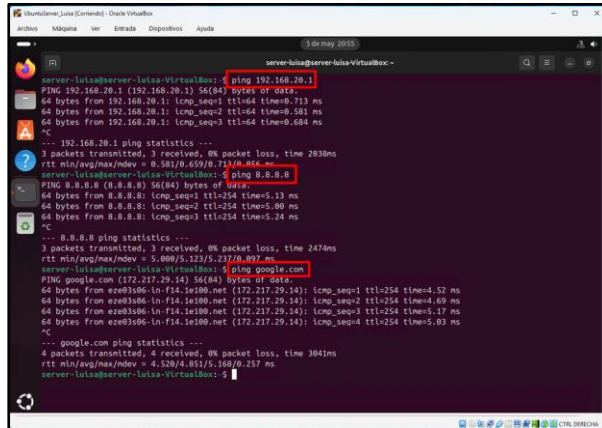 UbuntuServer_Luisa [Corriendo] - Oracle VirtualBox
Archivo Máquina Ver Entrada Dispositivos Ayuda
5 de may 20:55
server-luisa@server-luisa-VirtualBox: ~
server-luisa@server-luisa-VirtualBox:~$ ping 192.168.20.1
PING 192.168.20.1 (192.168.20.1) 56(84) bytes of data.
64 bytes from 192.168.20.1: icmp_seq=1 ttl=64 time=0.713 ms
64 bytes from 192.168.20.1: icmp_seq=2 ttl=64 time=0.581 ms
64 bytes from 192.168.20.1: icmp_seq=3 ttl=64 time=0.684 ms
^C
--- 192.168.20.1 ping statistics ---
3 packets transmitted, 3 received, 0% packet loss, time 2038ms
rtt min/avg/max/mdev = 0.581/0.659/0.713/0.056 ms
server-luisa@server-luisa-VirtualBox:~$ ping 8.8.8.8
PING 8.8.8.8 (8.8.8.8) 56(84) bytes of data.
64 bytes from 8.8.8.8: icmp_seq=1 ttl=254 time=5.13 ms
64 bytes from 8.8.8.8: icmp_seq=2 ttl=254 time=5.00 ms
64 bytes from 8.8.8.8: icmp_seq=3 ttl=254 time=5.24 ms
^C
--- 8.8.8.8 ping statistics ---
3 packets transmitted, 3 received, 0% packet loss, time 2474ms
rtt min/avg/max/mdev = 5.000/5.123/5.237/0.097 ms
server-luisa@server-luisa-VirtualBox:~$ ping google.com
PING google.com (172.217.29.14) 56(84) bytes of data.
64 bytes from eze03s06-in-f14.1e100.net (172.217.29.14): icmp_seq=1 ttl=254 time=4.52 ms
64 bytes from eze03s06-in-f14.1e100.net (172.217.29.14): icmp_seq=2 ttl=254 time=4.69 ms
64 bytes from eze03s06-in-f14.1e100.net (172.217.29.14): icmp_seq=3 ttl=254 time=5.17 ms
64 bytes from eze03s06-in-f14.1e100.net (172.217.29.14): icmp_seq=4 ttl=254 time=5.03 ms
^C
--- google.com ping statistics ---
4 packets transmitted, 4 received, 0% packet loss, time 3041ms
rtt min/avg/max/mdev = 4.520/4.851/5.168/0.257 ms
server-luisa@server-luisa-VirtualBox:~$
CTRL DERECHA